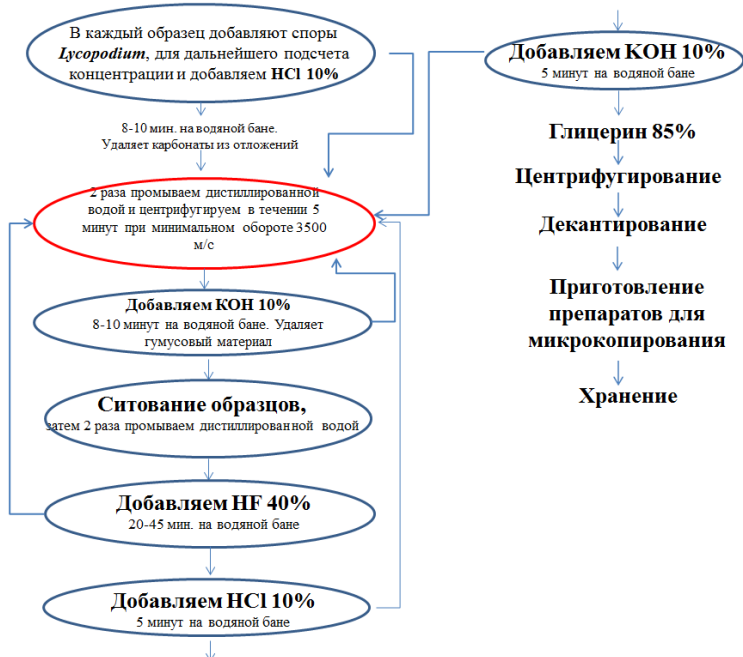 В каждый образец добавляют споры
Lycopodium, для дальнейшего подсчета
концентрации и добавляем HCl 10%
8-10 мин. на водяной бане.
Удаляет карбонаты из отложений
2 раза промываем дистиллированной
водой и центрифугируем в течении 5
минут при минимальном обороте 3500
м/с
Добавляем КОН 10%
8-10 минут на водяной бане. Удаляет
гумусовый материал
Ситование образцов,
затем 2 раза промываем дистиллированной водой
Добавляем HF 40%
20-45 мин. на водяной бане
Добавляем HCl 10%
5 минут на водяной бане
Добавляем КОН 10%
5 минут на водяной бане
Глицерин 85%
Центрифугирование
Декантирование
Приготовление
препаратов для
микрокопирования
Хранение